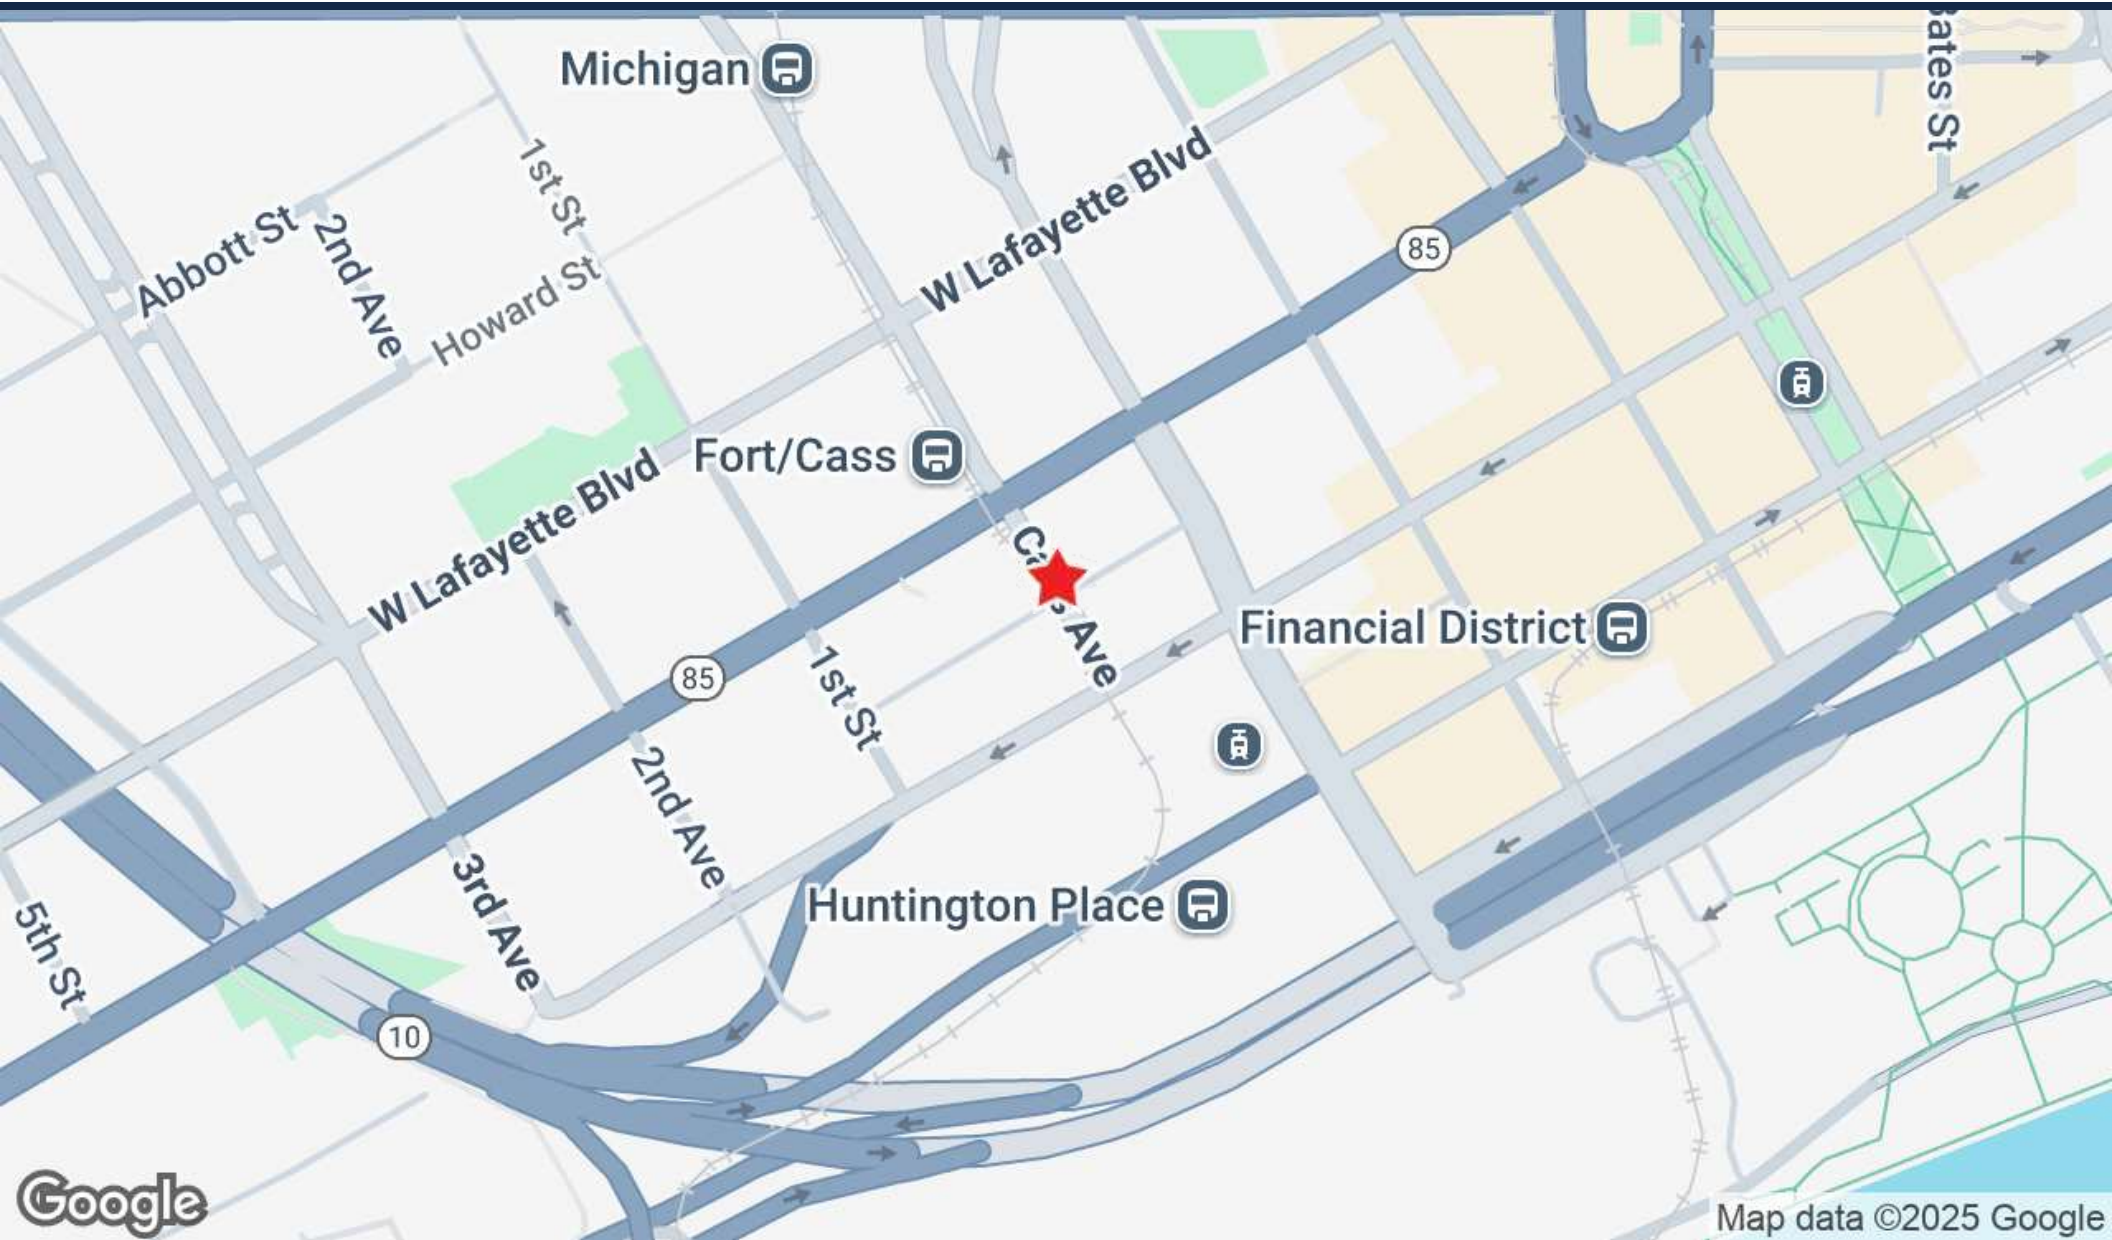 Michigan
Bates St
1st St
W Lafayette Blvd
Abbott St
2nd Ave
Howard St
85
Fort/Cass
W Lafayette Blvd
Ave
Financial District
85
1st St
2nd Ave
3rd Ave
Huntington Place
5th St
10
Google
Map data ©2025 Google